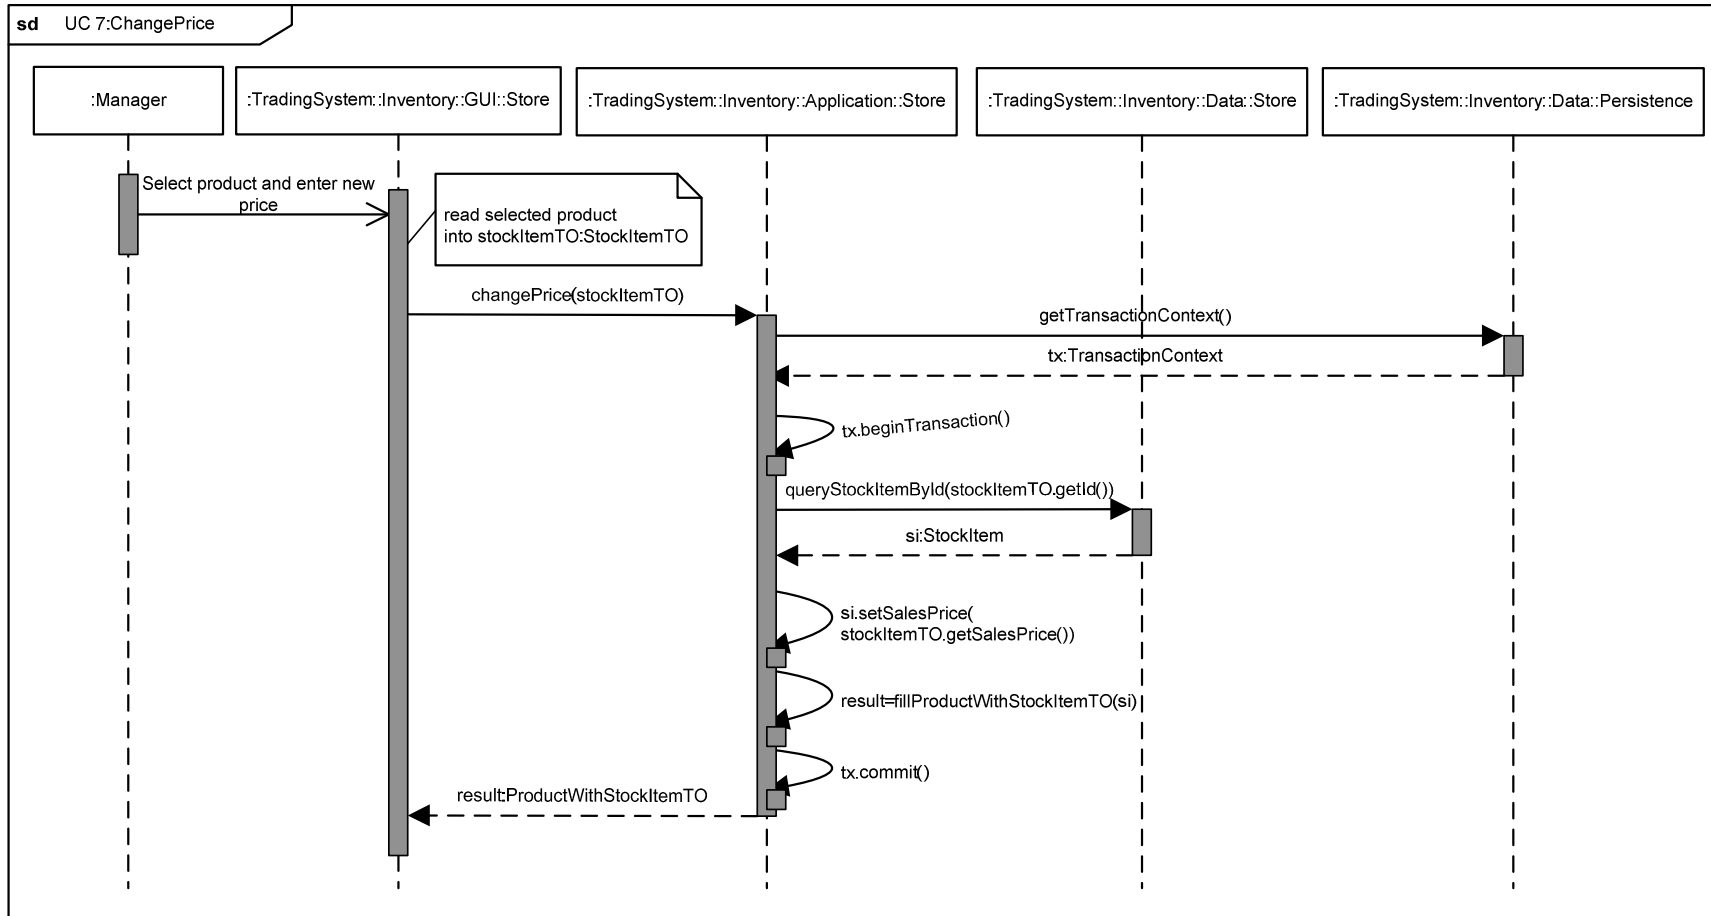 sd UC 7:ChangePrice
:Manager
:TradingSystem::Inventory::GUI::Store
:TradingSystem::Inventory::Application::Store
:TradingSystem::Inventory::Data::Store
:TradingSystem::Inventory::Data::Persistence
Select product and enter new
price
read selected product
into stockItemTO:StockItemTO
changePrice(stockItemTO)
getTransactionContext()
tx:TransactionContext
tx.beginTransaction()
queryStockItemById(stockItemTO.getId())
si:StockItem
si.setSalesPrice(
stockItemTO.getSalesPrice())
result=fillProductWithStockItemTO(si)
tx.commit()
result:ProductWithStockItemTO